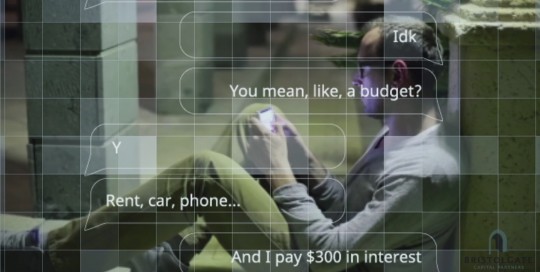 Idk
You mean, like, a budget?
Y
Rent, car, phone...
And I pay $300 in interest